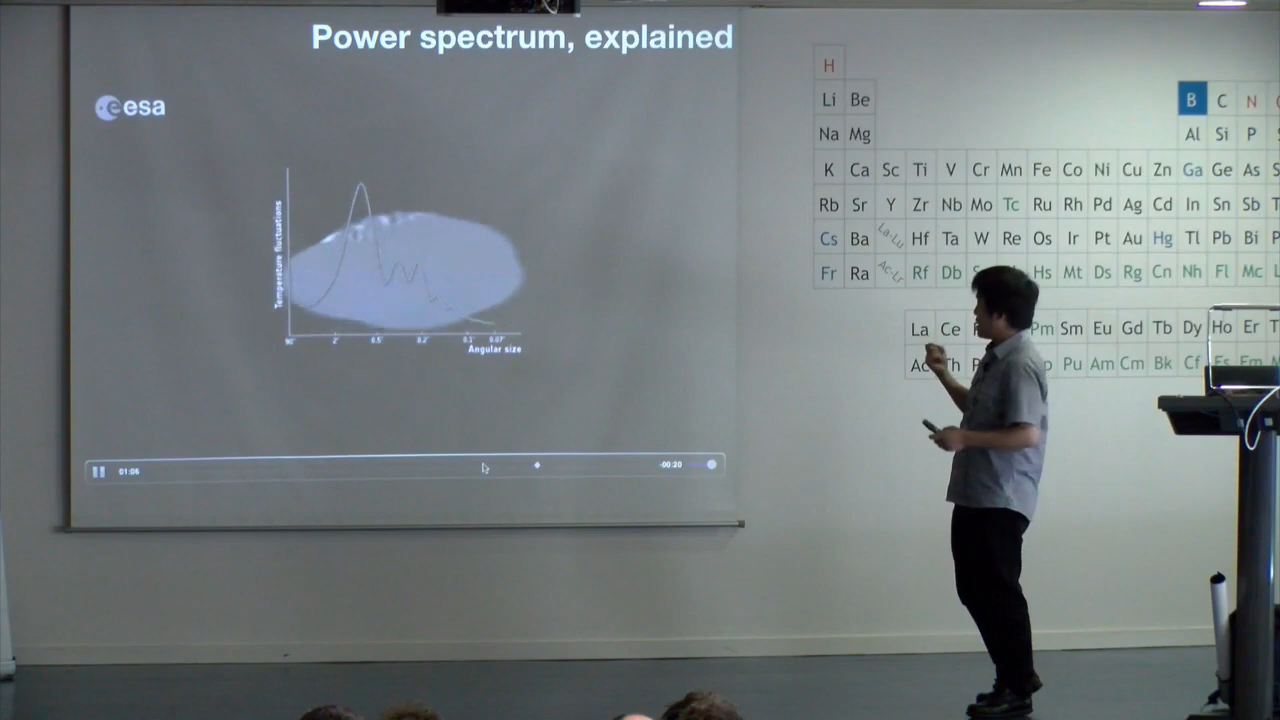 Power spectrum, explained
esa
Temperature fluctuations
90° 2° 0.5° 0.2° 0.1° 0.07°
Angular size
01:06
-00:20
H
Li Be B C N
Na Mg Al Si P
K Ca Sc Ti V Cr Mn Fe Co Ni Cu Zn Ga Ge As
Rb Sr Y Zr Nb Mo Tc Ru Rh Pd Ag Cd In Sn Sb
Cs Ba La-Lu Hf Ta W Re Os Ir Pt Au Hg Tl Pb Bi
Fr Ra Ac-Lr Rf Db Hs Mt Ds Rg Cn Nh Fl Mc
La Ce Pm Sm Eu Gd Tb Dy Ho Er
Ac Th Pu Am Cm Bk Cf Es Fm